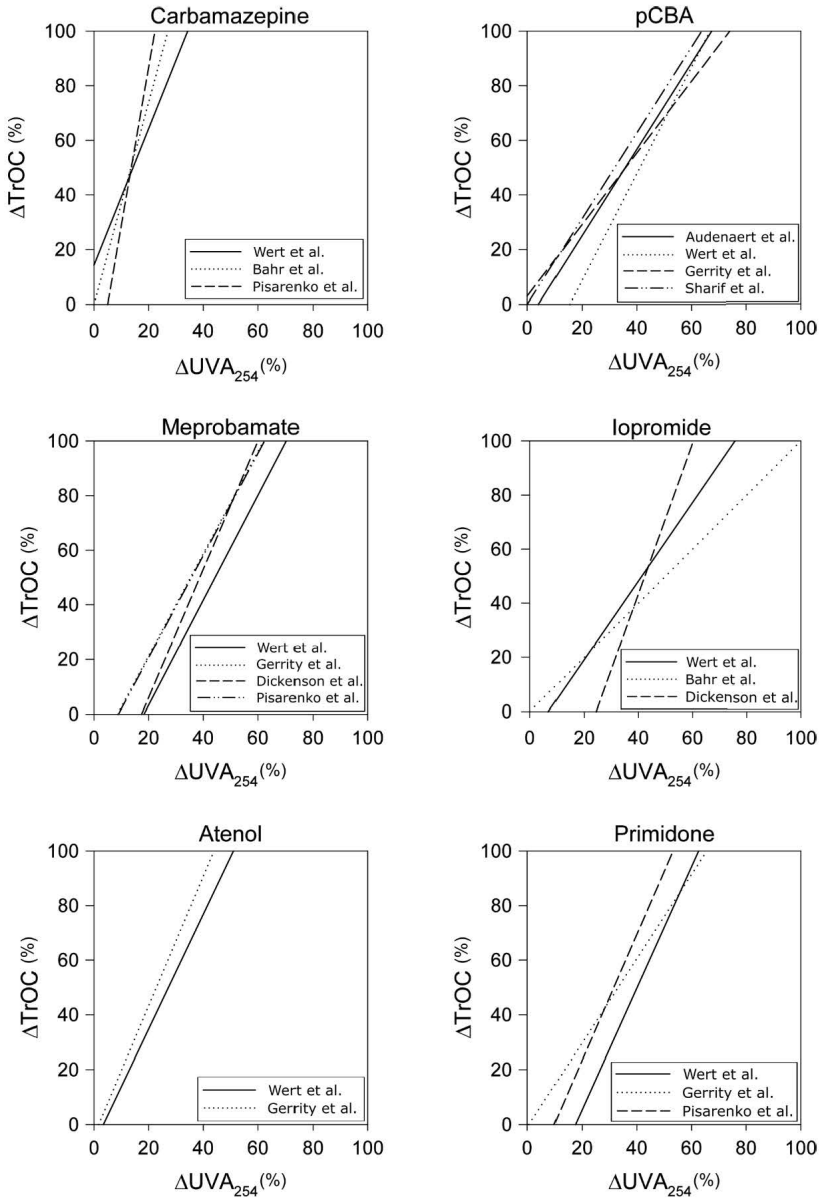 Carbamazepine
100
80
60
40
20
0
ΔTrOC (%)
Wert et al.
Bahr et al.
Pisarenko et al.
0 20 40 60 80 100
ΔUVA254 (%)
pCBA
100
80
60
40
20
0
ΔTrOC (%)
Audenaert et al.
Wert et al.
Gerrity et al.
Sharif et al.
0 20 40 60 80 100
ΔUVA254 (%)
Meprobamate
100
80
60
40
20
0
ΔTrOC (%)
Wert et al.
Gerrity et al.
Dickenson et al.
Pisarenko et al.
0 20 40 60 80 100
ΔUVA254 (%)
Iopromide
100
80
60
40
20
0
ΔTrOC (%)
Wert et al.
Bahr et al.
Dickenson et al.
0 20 40 60 80 100
ΔUVA254 (%)
Atenol
100
80
60
40
20
0
ΔTrOC (%)
Wert et al.
Gerrity et al.
0 20 40 60 80 100
ΔUVA254 (%)
Primidone
100
80
60
40
20
0
ΔTrOC (%)
Wert et al.
Gerrity et al.
Pisarenko et al.
0 20 40 60 80 100
ΔUVA254 (%)